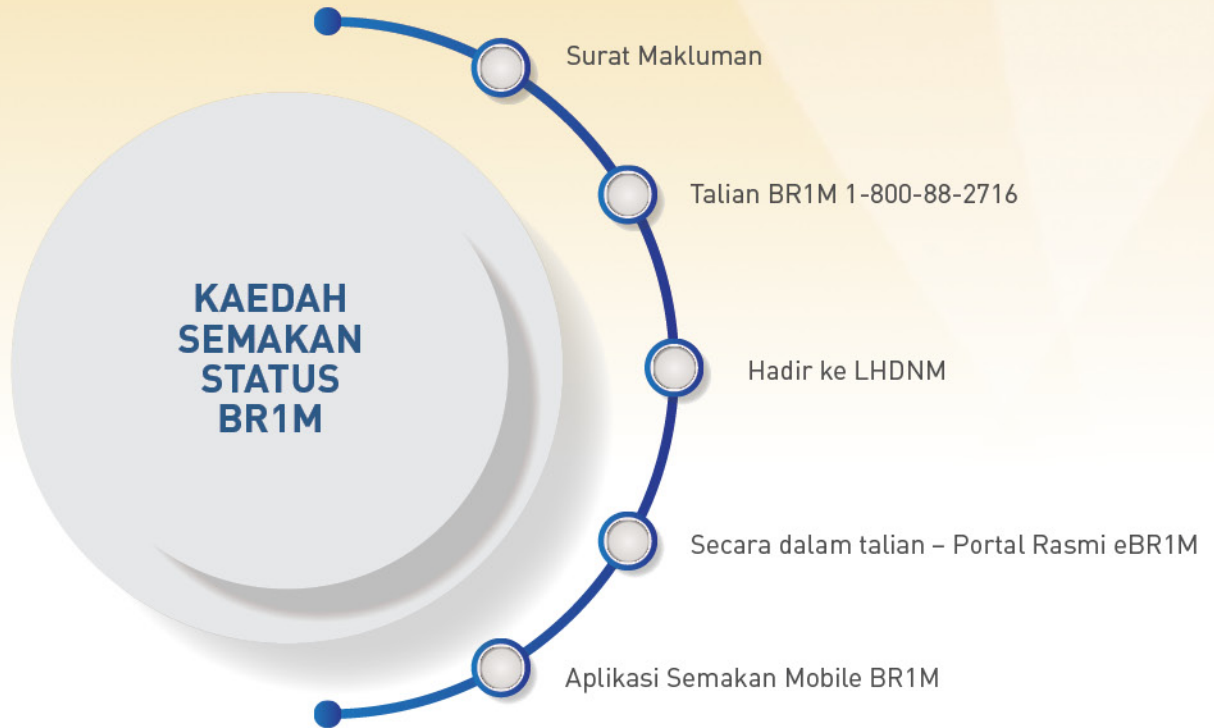 KAEDAH
SEMAKAN
STATUS
BR1M
Surat Makluman
Talian BR1M 1-800-88-2716
Hadir ke LHDNM
Secara dalam talian – Portal Rasmi eBR1M
Aplikasi Semakan Mobile BR1M